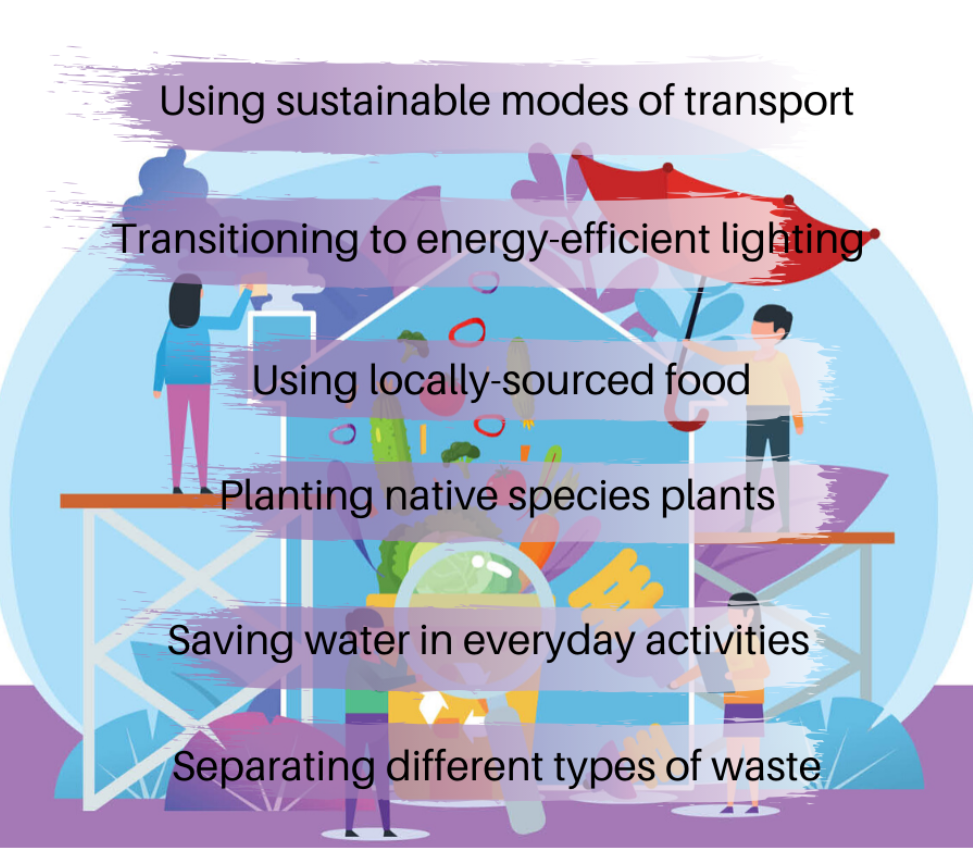 Using sustainable modes of transport
Transitioning to energy-efficient lighting
Using locally-sourced food
Planting native species plants
Saving water in everyday activities
Separating different types of waste